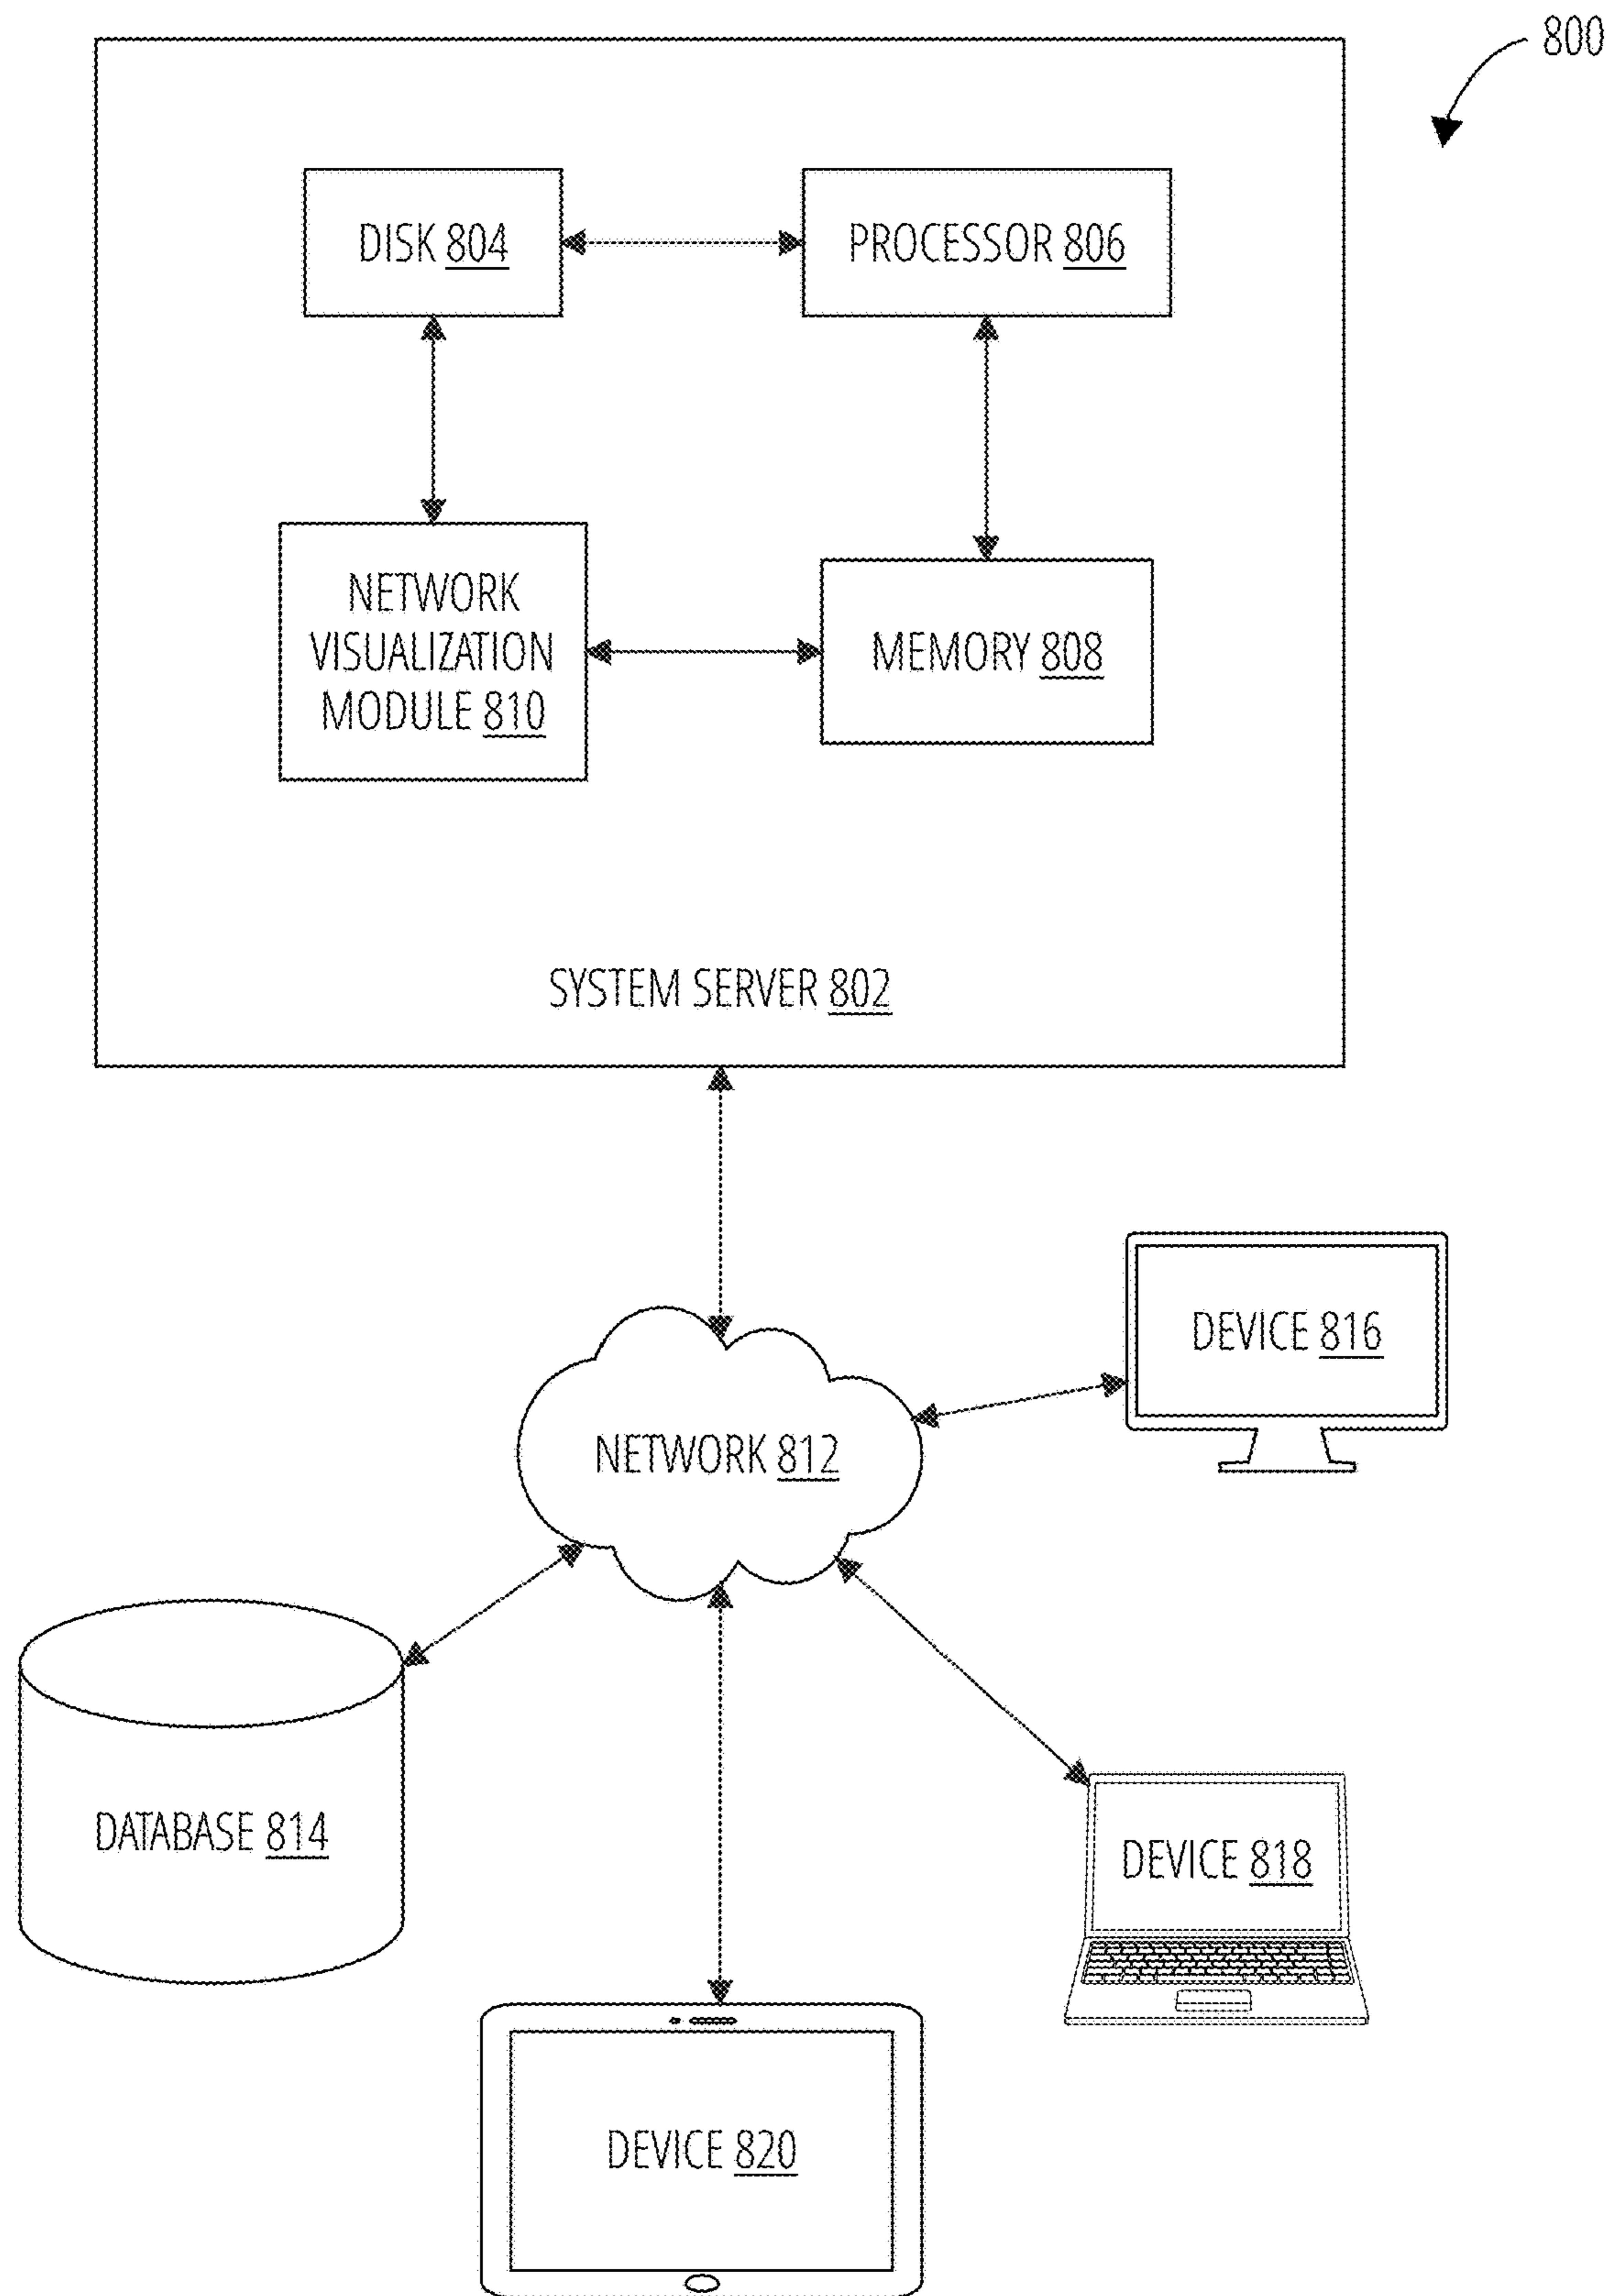 800
DISK 804
PROCESSOR 806
NETWORK
VISUALIZATION
MODULE 810
MEMORY 808
SYSTEM SERVER 802
DEVICE 816
NETWORK 812
DATABASE 814
DEVICE 818
DEVICE 820